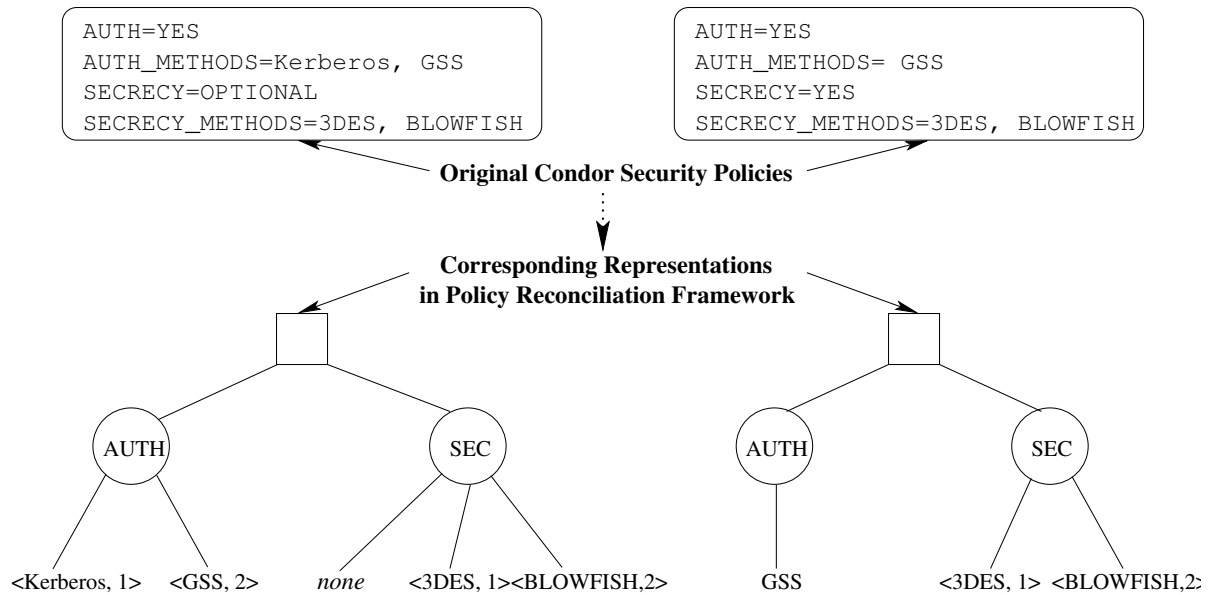 AUTH=YES
AUTH_METHODS=Kerberos, GSS
SECRECY=OPTIONAL
SECRECY_METHODS=3DES, BLOWFISH
AUTH=YES
AUTH_METHODS= GSS
SECRECY=YES
SECRECY_METHODS=3DES, BLOWFISH
Original Condor Security Policies
Corresponding Representations
in Policy Reconciliation Framework
AUTH
SEC
AUTH
SEC
<Kerberos, 1>
<GSS, 2>
none
<3DES, 1>
<BLOWFISH,2>
GSS
<3DES, 1>
<BLOWFISH,2>